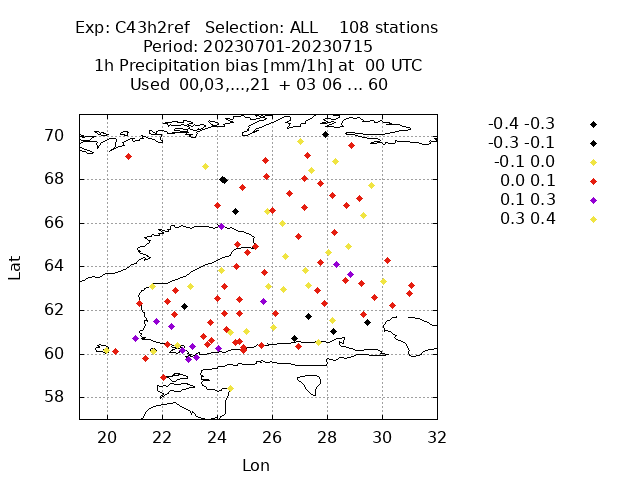 Exp: C43h2ref Selection: ALL 108 stations
Period: 20230701-20230715
1h Precipitation bias [mm/1h] at 00 UTC
Used 00,03,...,21 + 03 06 ... 60
-0.4 -0.3
-0.3 -0.1
-0.1 0.0
0.0 0.1
0.1 0.3
0.3 0.4
70
68
66
64
62
60
58
Lat
20 22 24 26 28 30 32
Lon